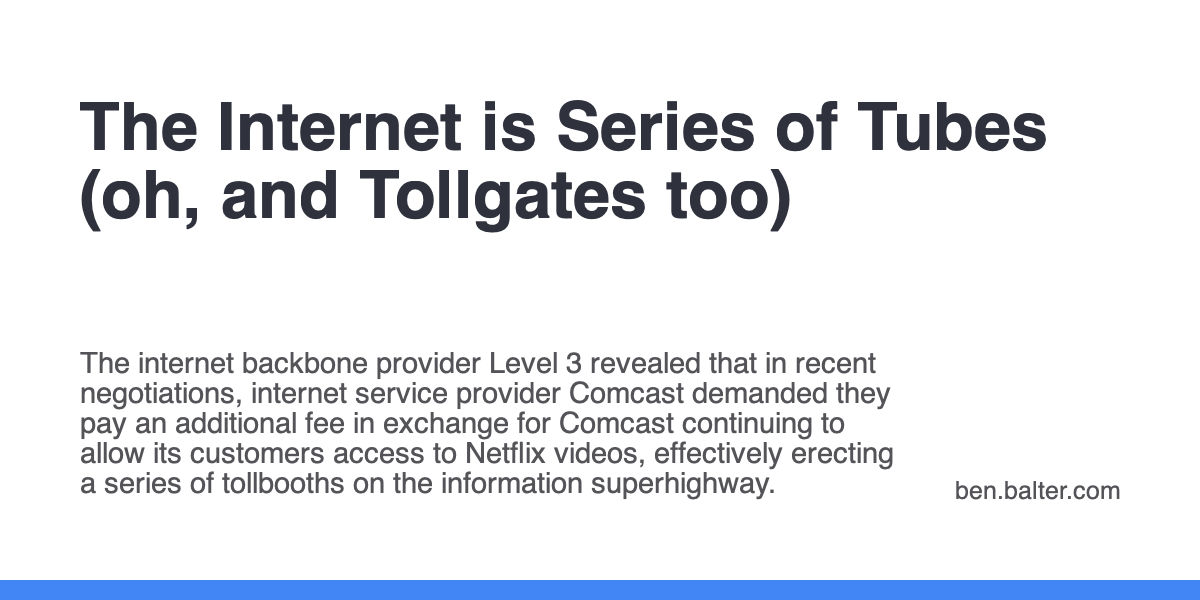 The Internet is Series of Tubes
(oh, and Tollgates too)
The internet backbone provider Level 3 revealed that in recent
negotiations, internet service provider Comcast demanded they
pay an additional fee in exchange for Comcast continuing to
allow its customers access to Netflix videos, effectively erecting
a series of tollbooths on the information superhighway.
ben.balter.com